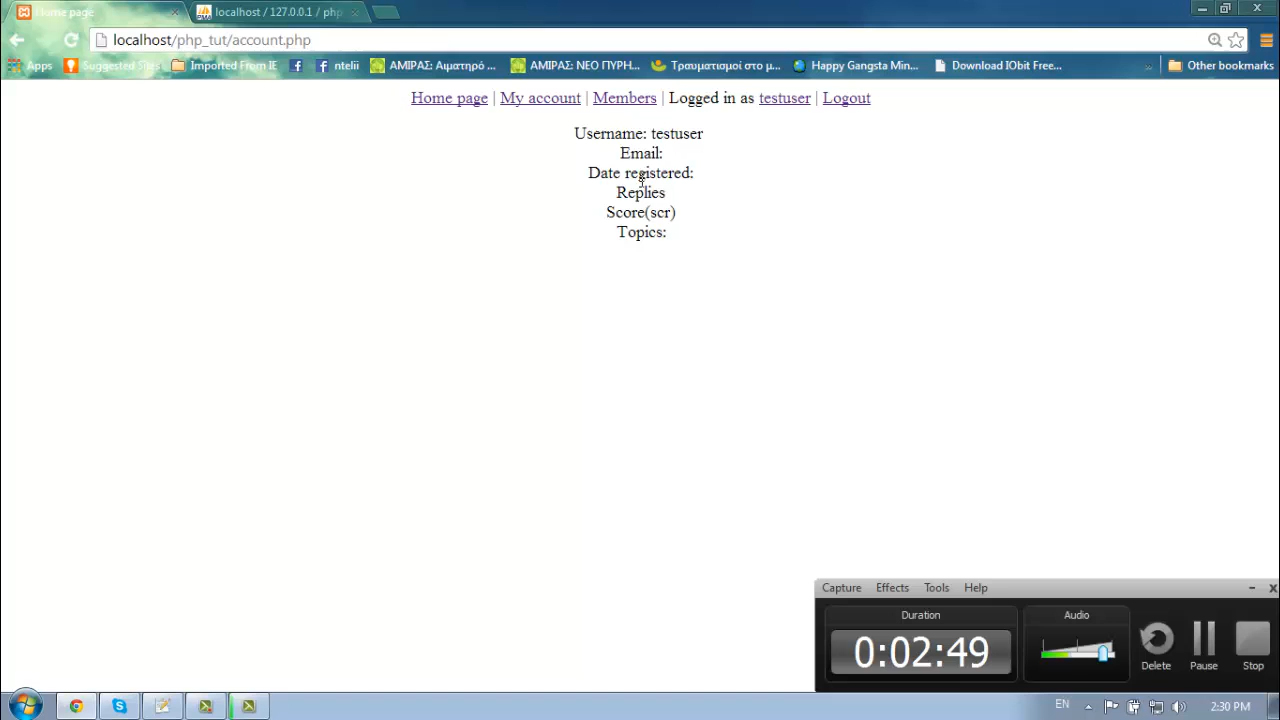 Home page
localhost / 127.0.0.1 / php
localhost/php_tut/account.php
Apps
Suggested Sites
Imported From IE
ntelii
ΑΜΙΡΑΣ: Αιματηρό ...
ΑΜΙΡΑΣ: ΝΕΟ ΠΥΡΗ...
Τραυματισμοί στο μ...
Happy Gangsta Min...
Download IObit Free...
»
Other bookmarks
Home page | My account | Members | Logged in as testuser | Logout
Username: testuser
Email:
Date registered:
Replies
Score(scr)
Topics:
Capture Effects Tools Help
Duration
Audio
0:02:49
Delete
Pause
Stop
EN
2:30 PM